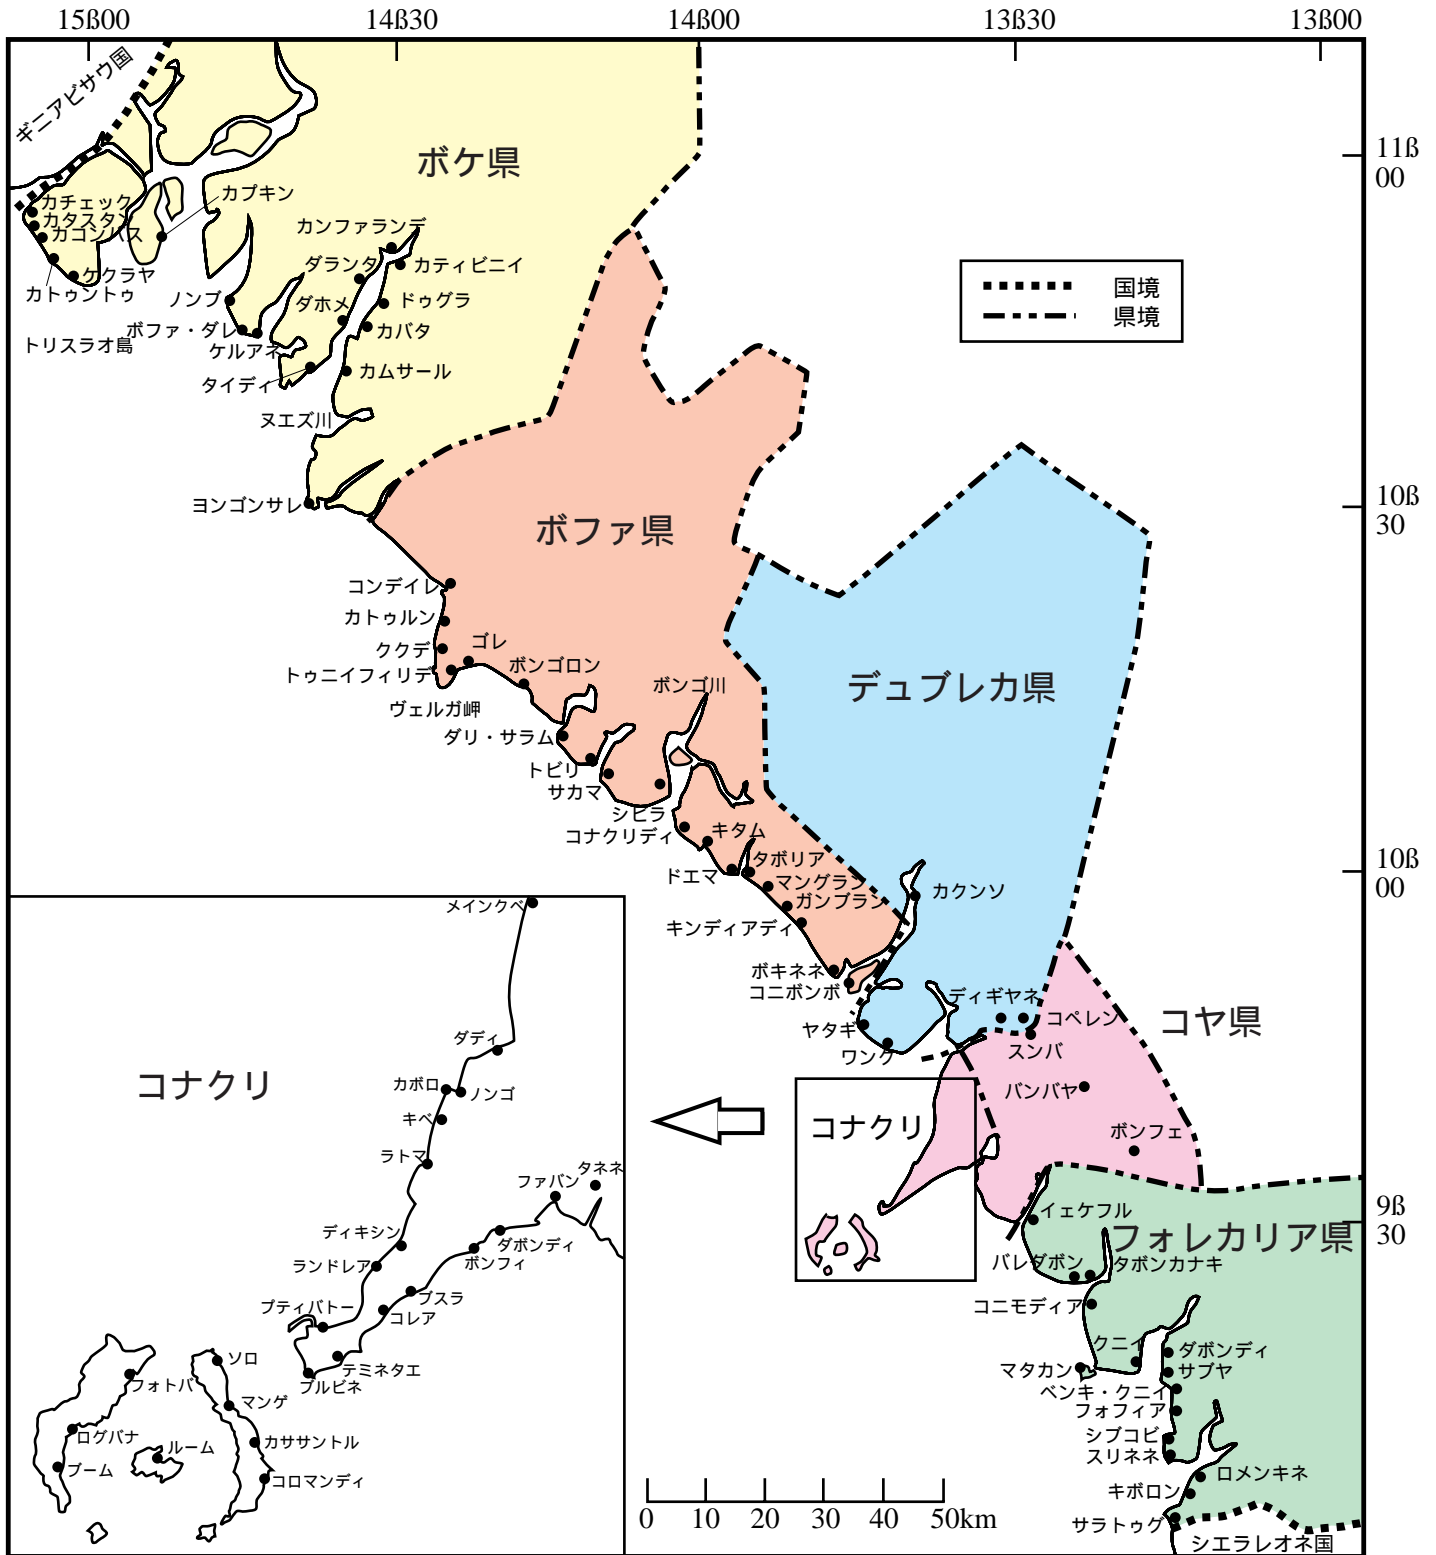 15ß00
14ß30
14ß00
13ß30
13ß00
ギニアビサウ国
ボケ県
11ß
00
カチェック
カタスタン
カコンバス
ケクラヤ
カトゥントゥ
トリスラオ島
カプキン
カンファランデ
ダランタ
カティビニイ
ノンブ
ダホメ
ドゥグラ
ボファ・ダレ
カバタ
ケルアネ
タイディ
カムサール
ヌエズ川
ヨンゴンサレ
国境
県境
10ß
30
ボファ県
コンデイレ
カトゥルン
ククデ
ゴレ
トゥニイフィリデ
ボンゴロン
ヴェルガ岬
ボンゴ川
ダリ・サラム
トビリ
サカマ
シビラ
コナクリディ
キタム
ドエマ
タボリア
マングラン
ガンブラン
キンディアディ
ボキネネ
コニボンボ
デュブレカ県
10ß
00
カクンソ
ヤタギ
ワンク
ディギヤネ
コペレン
スンバ
コヤ県
バンバヤ
ボンフェ
コナクリ
9ß
30
イェケフル
フォレカリア県
バレダボン
タボンカナキ
コニモディア
クニイ
マタカン
ダボンディ
サブヤ
ベンキ・クニイ
フォフィア
シブコビ
スリネネ
ロメンキネ
キボロン
サラトゥグ
シエラレオネ国
コナクリ
メインクベ
ダディ
カボロ
ノンゴ
キベ
ラトマ
タネネ
ファバン
ディキシン
ダボンディ
ランドレア
ボンフィ
ブスラ
プティバトー
コレア
テミネタエ
ブルビネ
ソロ
フォトバ
マンゲ
ログバナ
カササントル
ルーム
ブーム
コロマンディ
0 10 20 30 40 50km